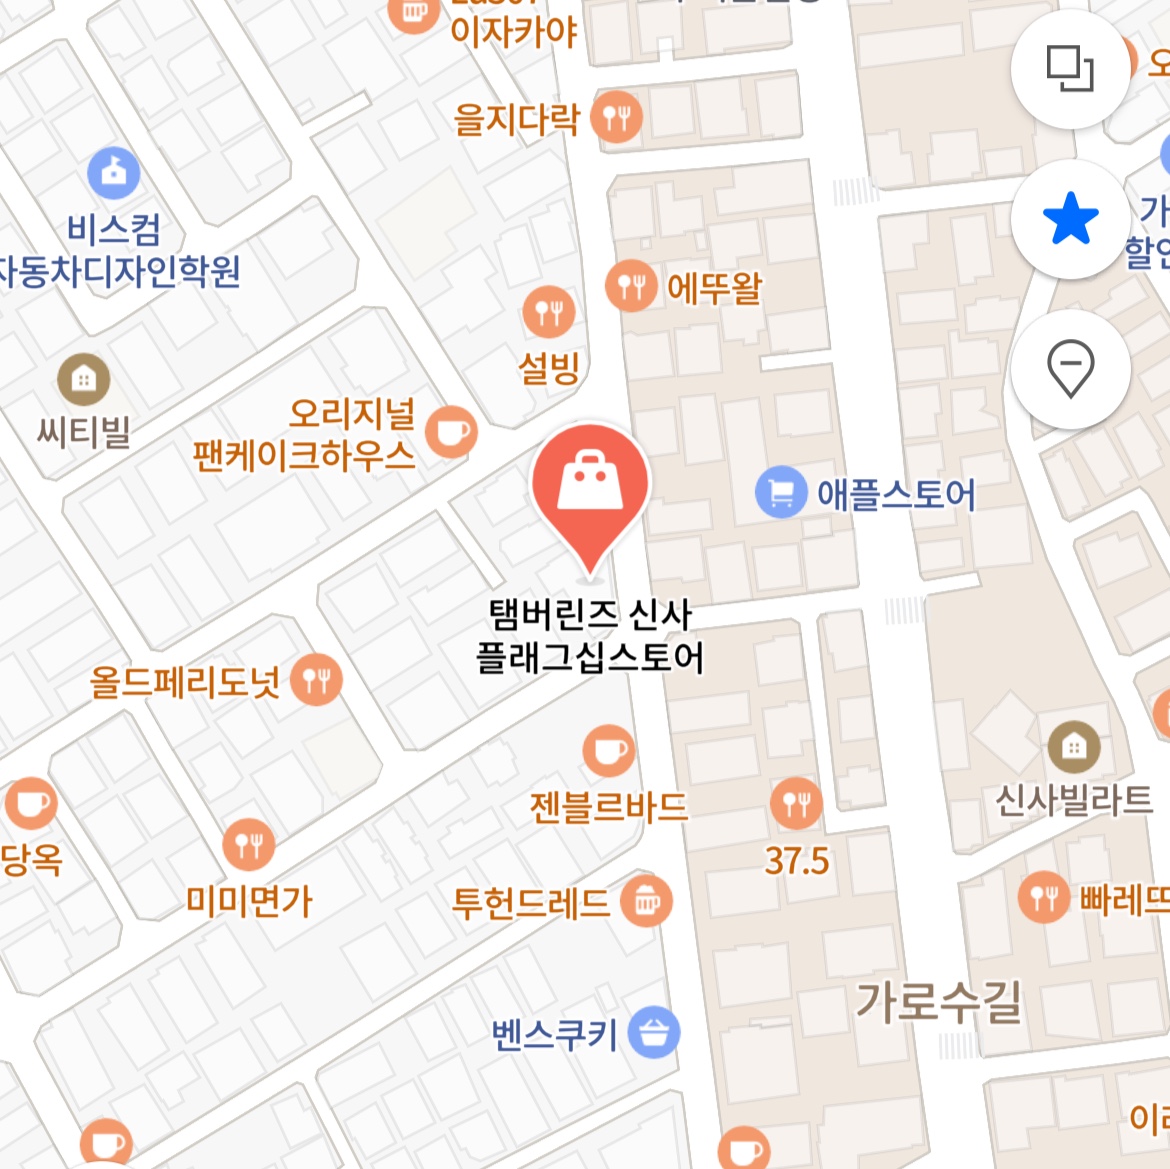 이자카야
을지다락
비스컴
자동차디자인학원
에뚜왈
설빙
오리지널
팬케이크하우스
씨티빌
애플스토어
탬버린즈 신사
플래그십스토어
올드페리도넛
젠블르바드
신사빌라트
당옥
37.5
미미면가
투헌드레드
빠레뜨
가로수길
벤스쿠키